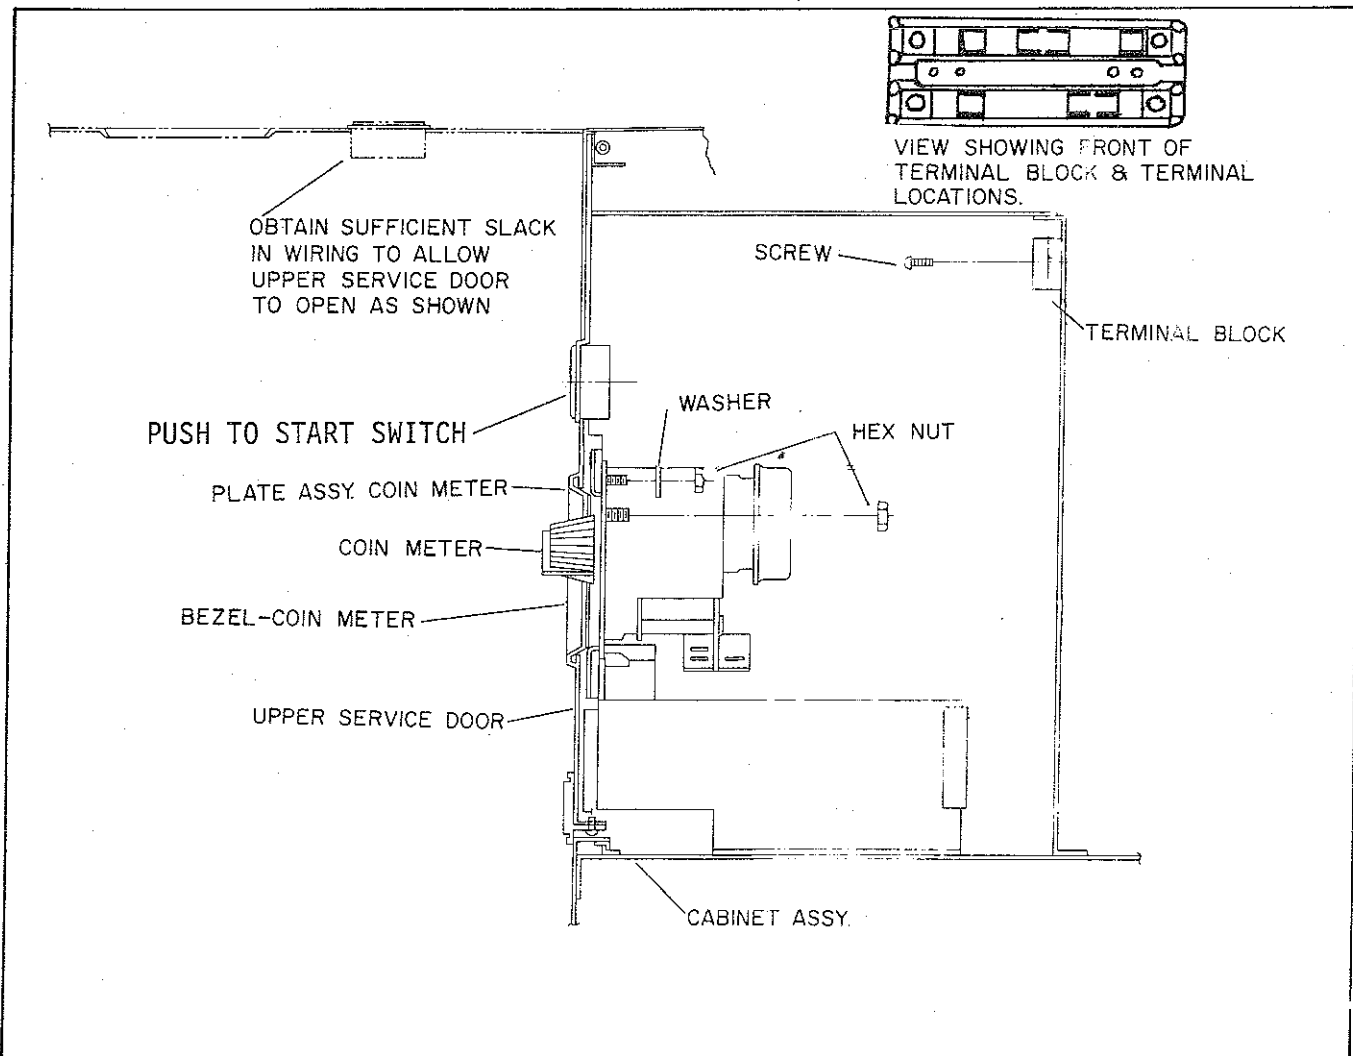 VIEW SHOWING FRONT OF
TERMINAL BLOCK & TERMINAL
LOCATIONS.
OBTAIN SUFFICIENT SLACK
IN WIRING TO ALLOW
UPPER SERVICE DOOR
TO OPEN AS SHOWN
SCREW
TERMINAL BLOCK
WASHER
HEX NUT
PUSH TO START SWITCH
PLATE ASSY. COIN METER
COIN METER
BEZEL-COIN METER
UPPER SERVICE DOOR
CABINET ASSY.